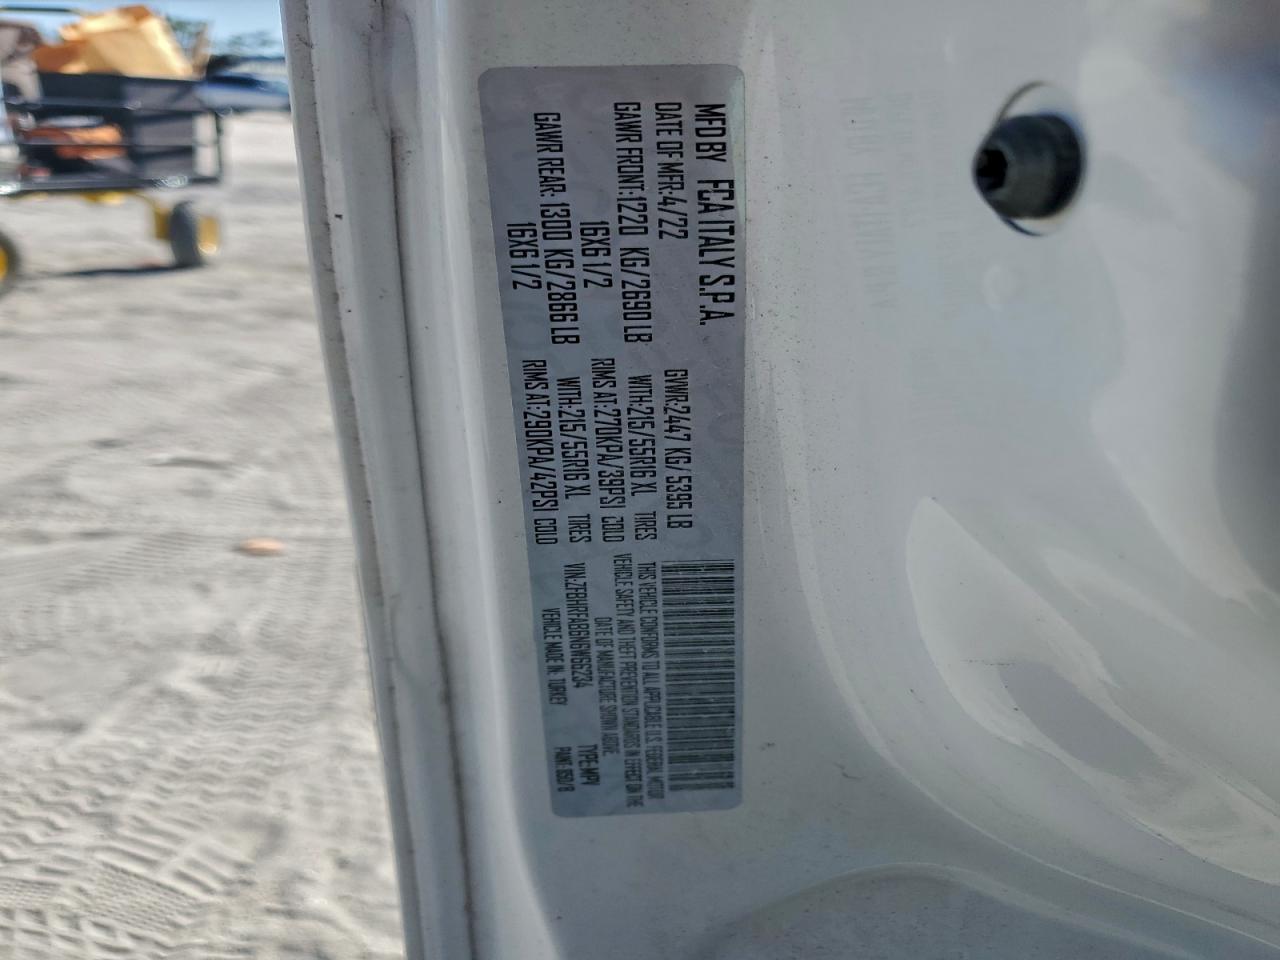 MFD BY FCA ITALY S.P.A.
DATE OF MFR:4/22 GVWR:2447 KG/ 5395 LB
GAWR FRONT:1220 KG/2690 LB WITH:215/55R16 XL TIRES
16X6 1/2 RIMS AT:270KPA/39PSI COLD
GAWR REAR: 1300 KG/2866 LB WITH:215/55R16 XL TIRES
16X6 1/2 RIMS AT:290KPA/42PSI COLD
THIS VEHICLE CONFORMS TO ALL APPLICABLE U.S. FEDERAL MOTOR
VEHICLE SAFETY AND THEFT PREVENTION STANDARDS IN EFFECT ON THE
DATE OF MANUFACTURE SHOWN ABOVE.
VIN:ZFBHRFAB6N6W96234 TYPE:MPV
VEHICLE MADE IN: TURKEY PAINT: